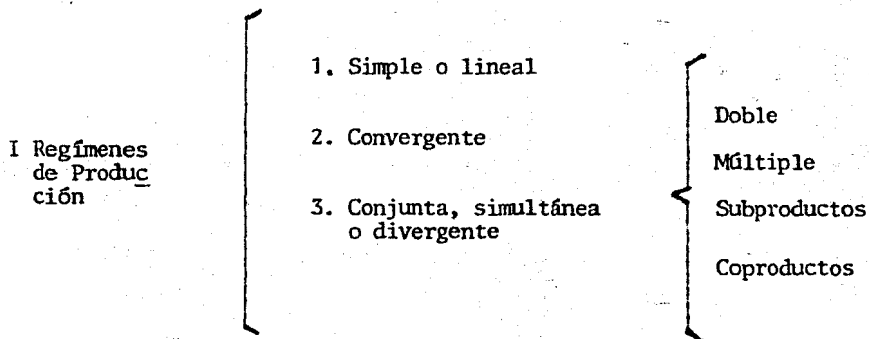 I Regímenes
de Produc
ción
1. Simple o lineal
2. Convergente
3. Conjunta, simultánea
o divergente
Doble
Múltiple
Subproductos
Coproductos